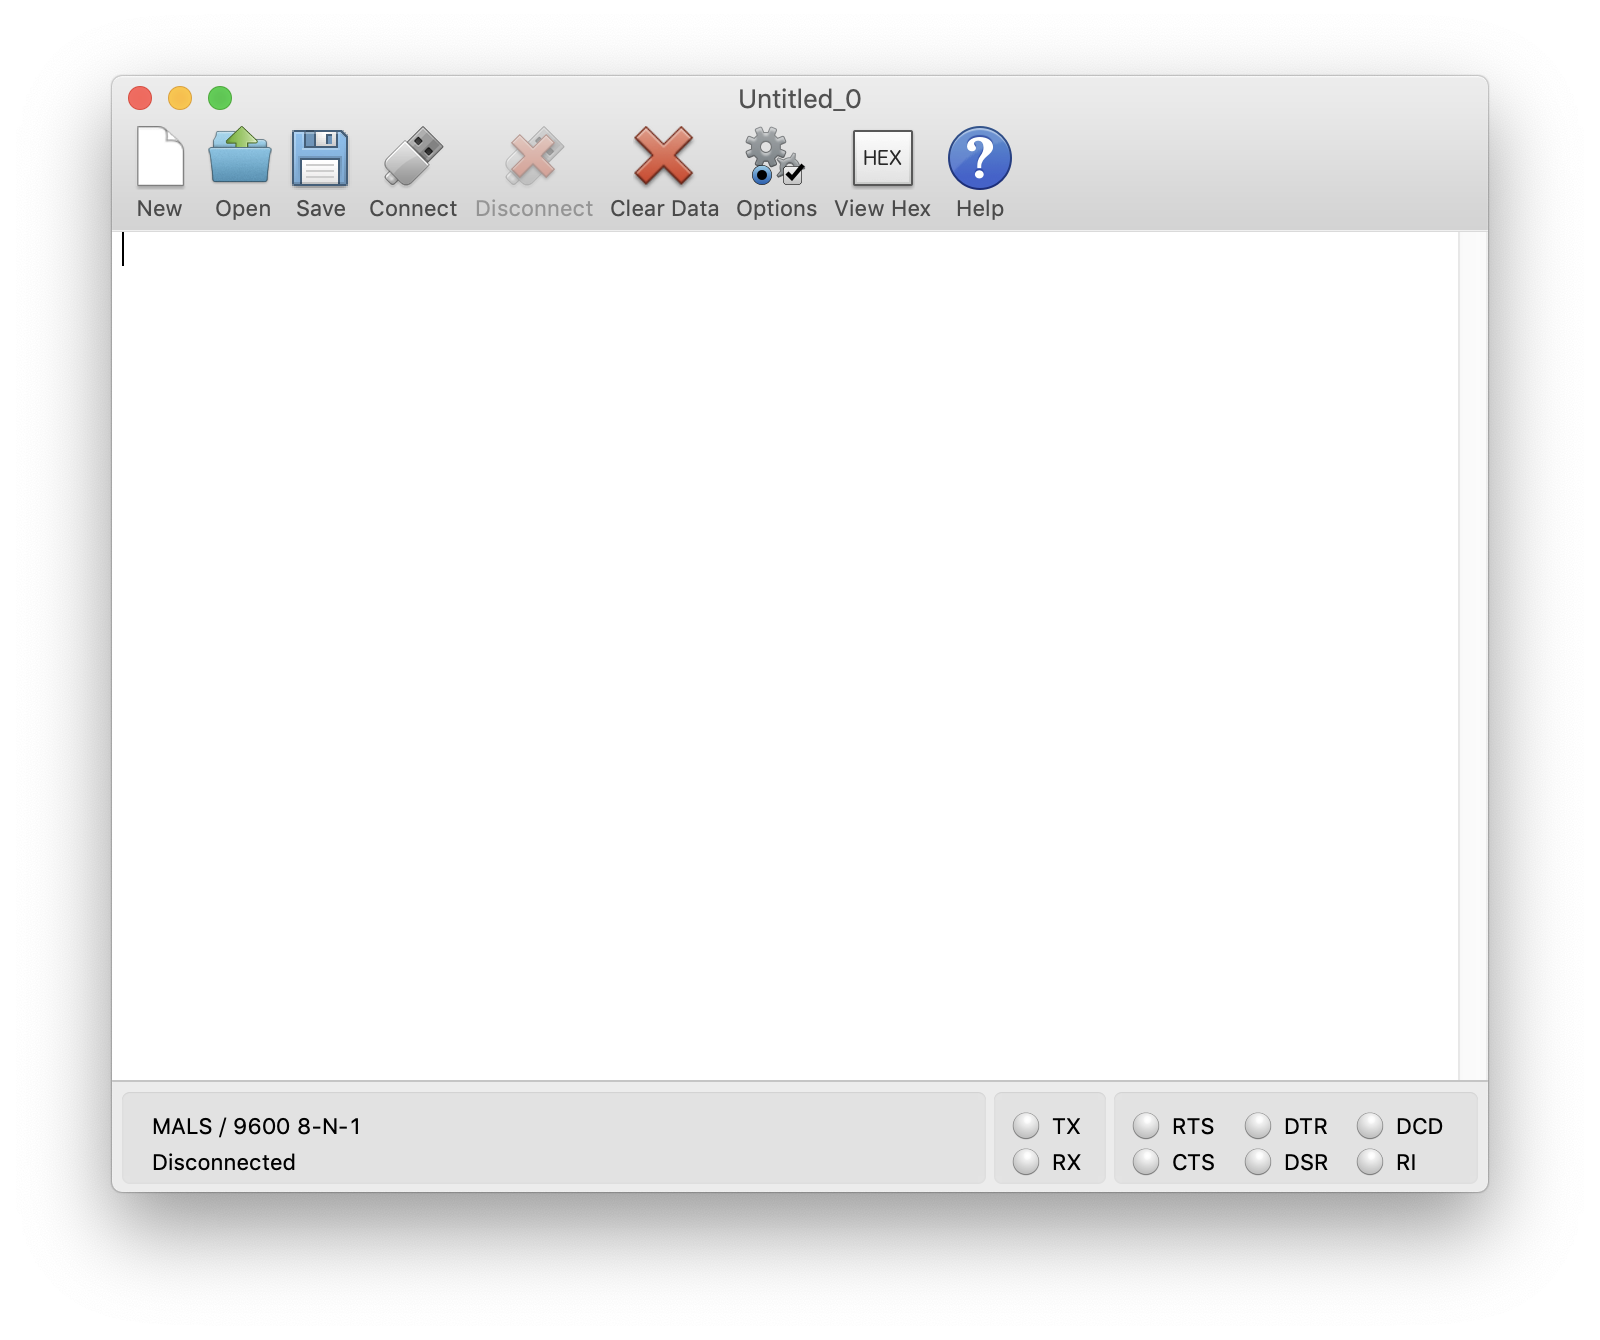 Untitled_0
New Open Save Connect Disconnect Clear Data Options HEX View Hex ? Help
MALS / 9600 8-N-1
Disconnected
TX RTS DTR DCD
RX CTS DSR RI